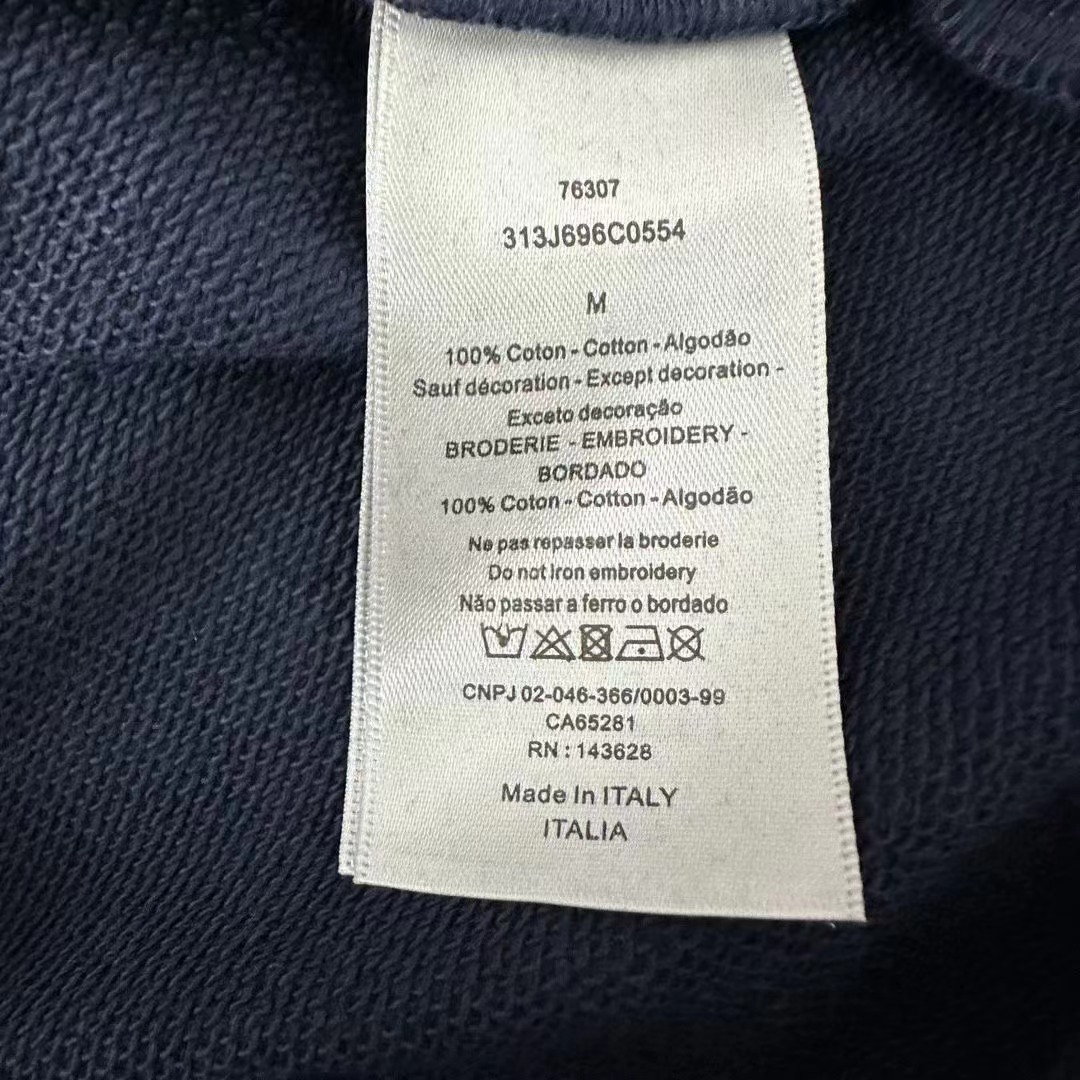 76307
313J696C0554
M
100% Coton - Cotton - Algodão
Sauf décoration - Except decoration -
Exceto decoração
BRODERIE - EMBROIDERY -
BORDADO
100% Coton - Cotton - Algodão
Ne pas repasser la broderie
Do not Iron embroidery
Não passar a ferro o bordado
CNPJ 02-046-366/0003-99
CA65281
RN : 143628
Made In ITALY
ITALIA